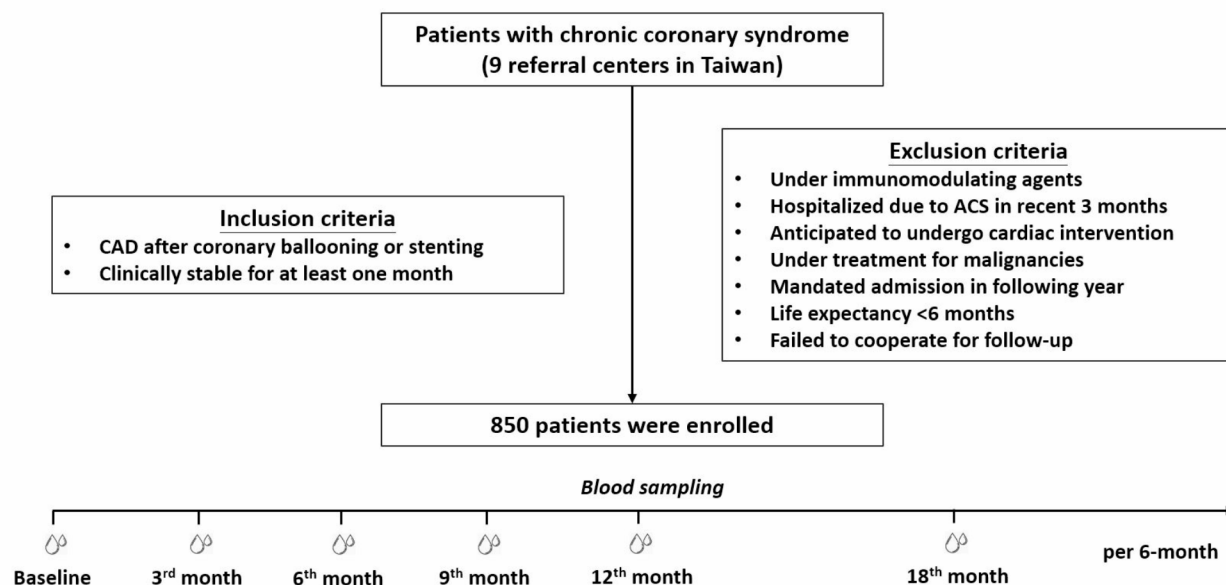 Patients with chronic coronary syndrome
(9 referral centers in Taiwan)
Inclusion criteria
• CAD after coronary ballooning or stenting
• Clinically stable for at least one month
Exclusion criteria
• Under immunomodulating agents
• Hospitalized due to ACS in recent 3 months
• Anticipated to undergo cardiac intervention
• Under treatment for malignancies
• Mandated admission in following year
• Life expectancy <6 months
• Failed to cooperate for follow-up
850 patients were enrolled
Blood sampling
Baseline
3rd month
6th month
9th month
12th month
18th month
per 6-month